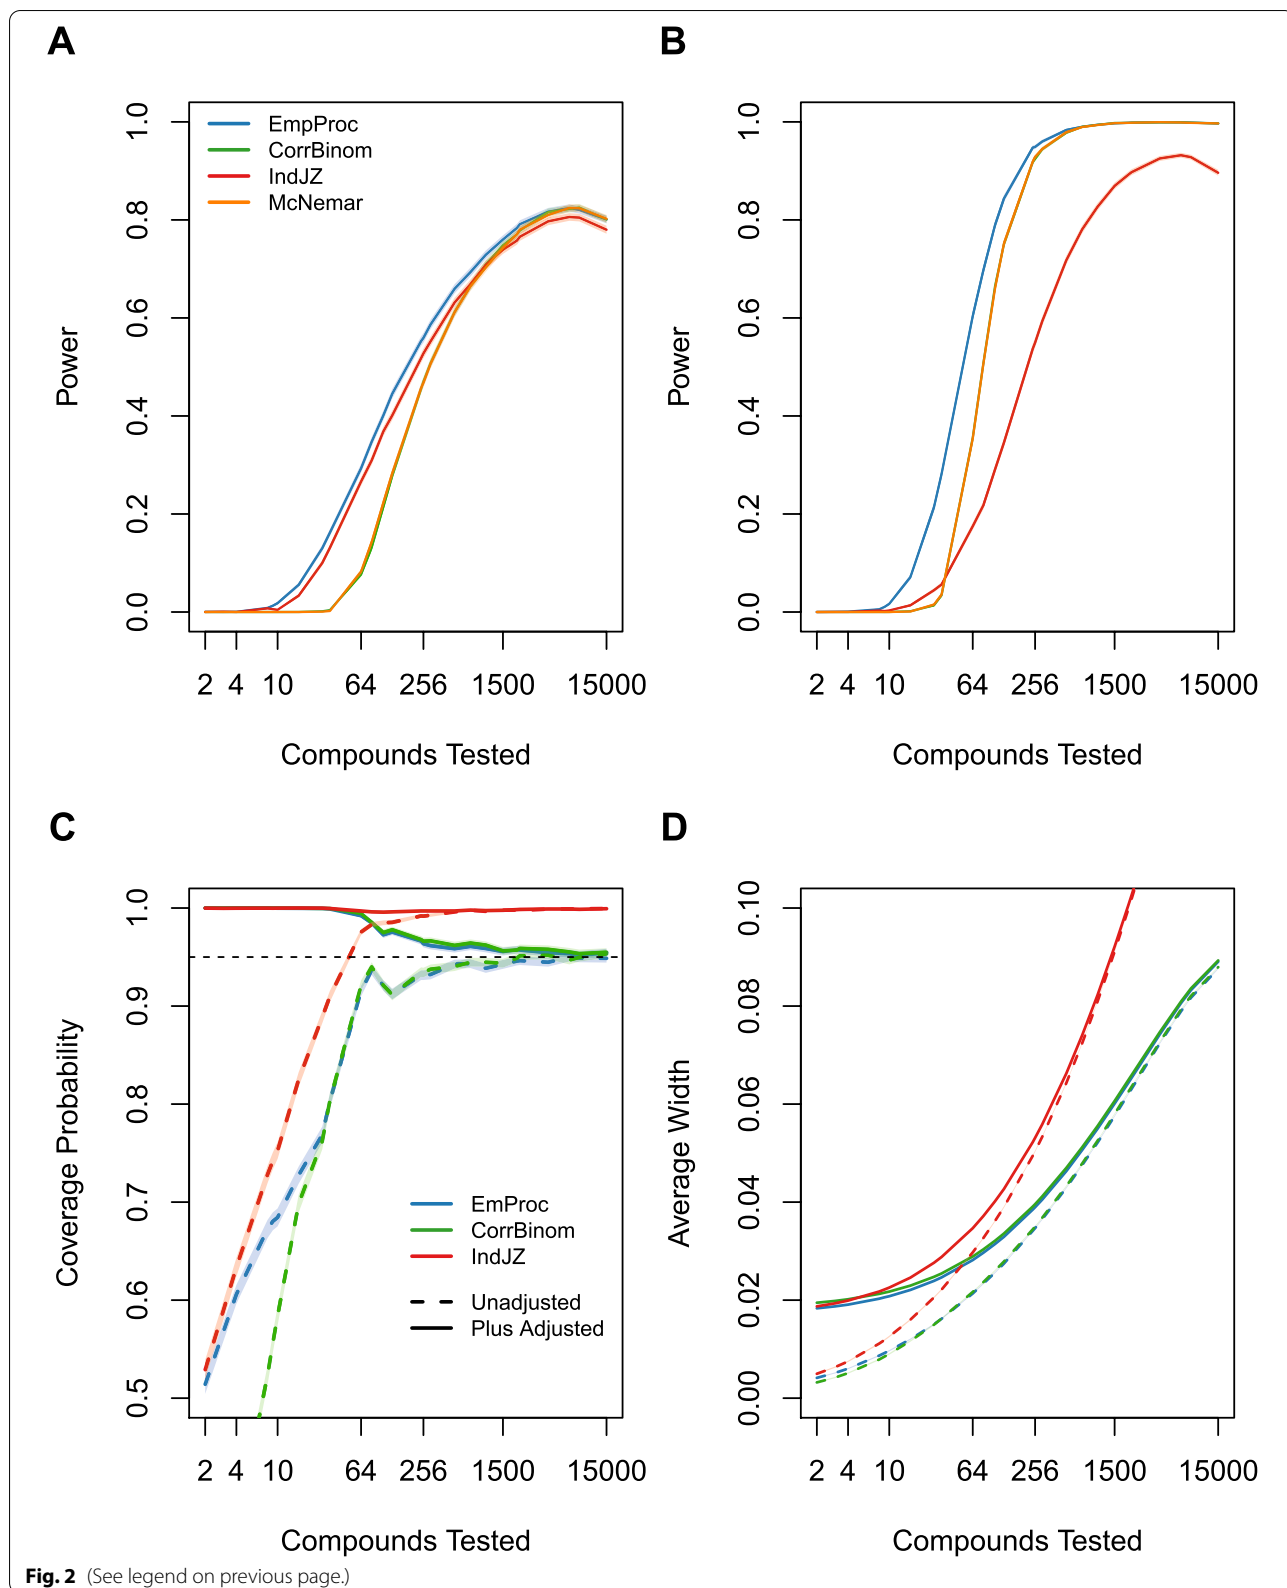 A
1.0
0.8
0.6
0.4
0.2
0.0
Power
EmpProc
CorrBinom
IndJZ
McNemar
2 4 10 64 256 1500 15000
Compounds Tested
B
1.0
0.8
0.6
0.4
0.2
0.0
Power
2 4 10 64 256 1500 15000
Compounds Tested
C
1.0
0.9
0.8
0.7
0.6
0.5
Coverage Probability
EmProc
CorrBinom
IndJZ
Unadjusted
Plus Adjusted
2 4 10 64 256 1500 15000
Compounds Tested
D
0.10
0.08
0.06
0.04
0.02
0.00
Average Width
2 4 10 64 256 1500 15000
Compounds Tested
Fig. 2 (See legend on previous page.)